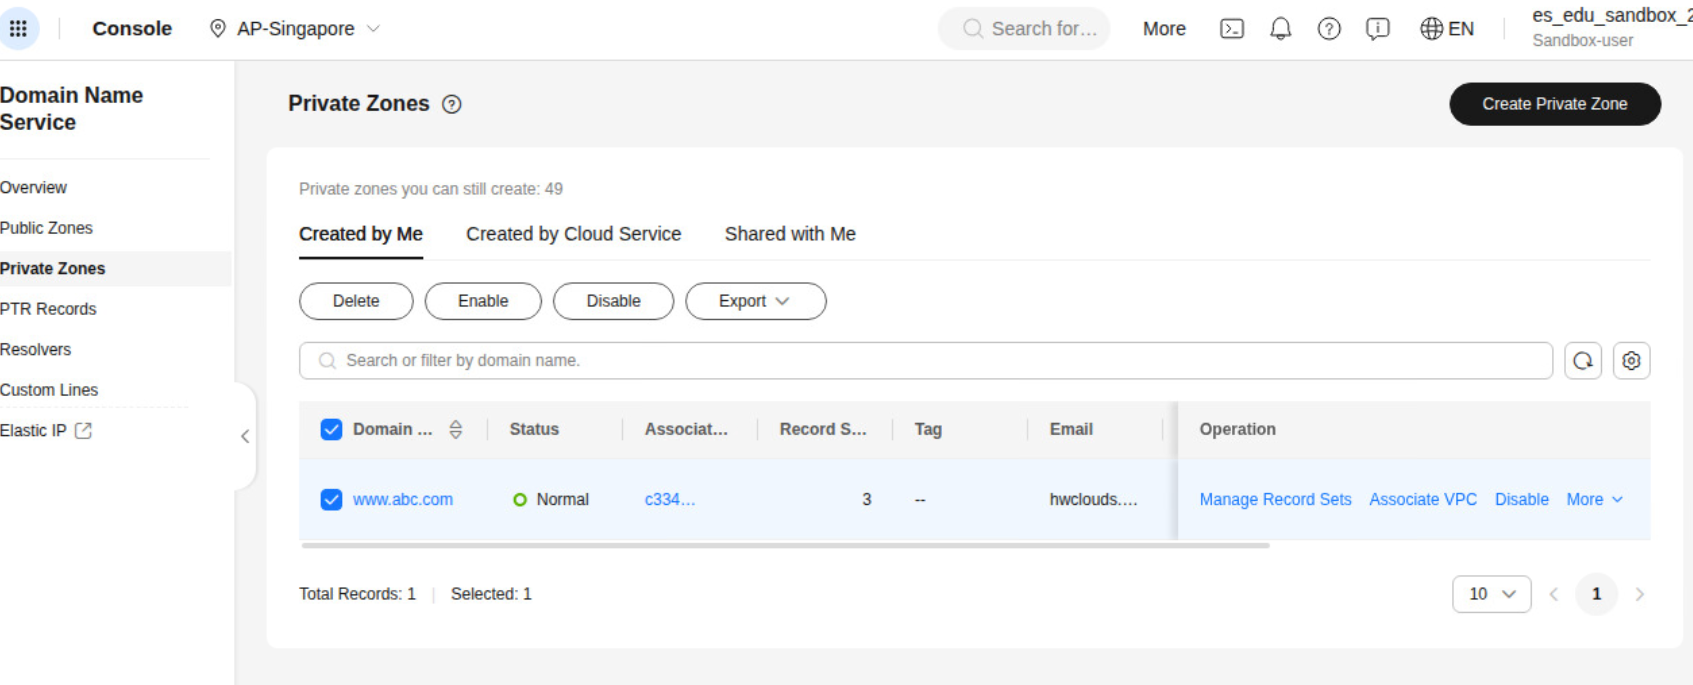 Console
AP-Singapore
Search for...
More
EN
es_edu_sandbox_2
Sandbox-user
Domain Name
Service
Overview
Public Zones
Private Zones
PTR Records
Resolvers
Custom Lines
Elastic IP
Private Zones
Create Private Zone
Private zones you can still create: 49
Created by Me
Created by Cloud Service
Shared with Me
Delete
Enable
Disable
Export
Search or filter by domain name.
Domain ...
Status
Associat...
Record S...
Tag
Email
Operation
www.abc.com
Normal
c334...
3
--
hwclouds....
Manage Record Sets
Associate VPC
Disable
More
Total Records: 1
Selected: 1
10
1